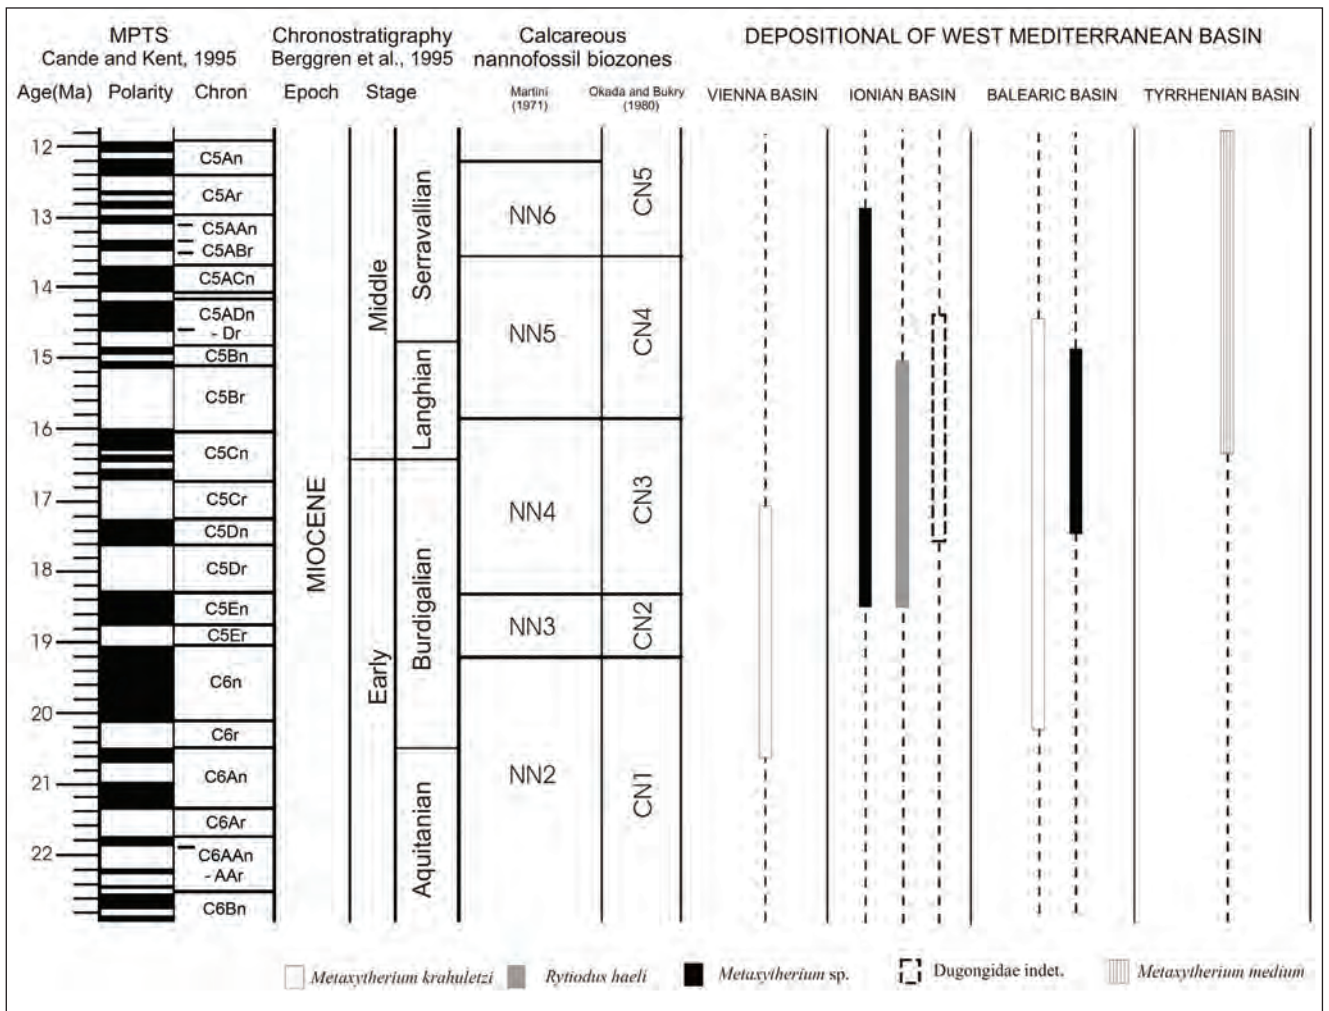 MPTS
Cande and Kent, 1995
Chronostratigraphy
Berggren et al., 1995
Calcareous
nannofossil biozones
DEPOSITIONAL OF WEST MEDITERRANEAN BASIN
Age(Ma) Polarity Chron Epoch Stage
Martini
(1971)
Okada and Bukry
(1980)
VIENNA BASIN IONIAN BASIN BALEARIC BASIN TYRRHENIAN BASIN
12
13
14
15
16
17
18
19
20
21
22
C5An
C5Ar
C5AAn
C5ABr
C5ACn
C5ADn
- Dr
C5Bn
C5Br
C5Cn
C5Cr
C5Dn
C5Dr
C5En
C5Er
C6n
C6r
C6An
C6Ar
C6AAn
- AAr
C6Bn
MIOCENE
Middle
Early
Serravallian
Langhian
Burdigalian
Aquitanian
NN6
NN5
NN4
NN3
NN2
CN5
CN4
CN3
CN2
CN1
Metaxytherium krahuletzi Rytiodus haeli Metaxytherium sp. Dugongidae indet. Metaxytherium medium